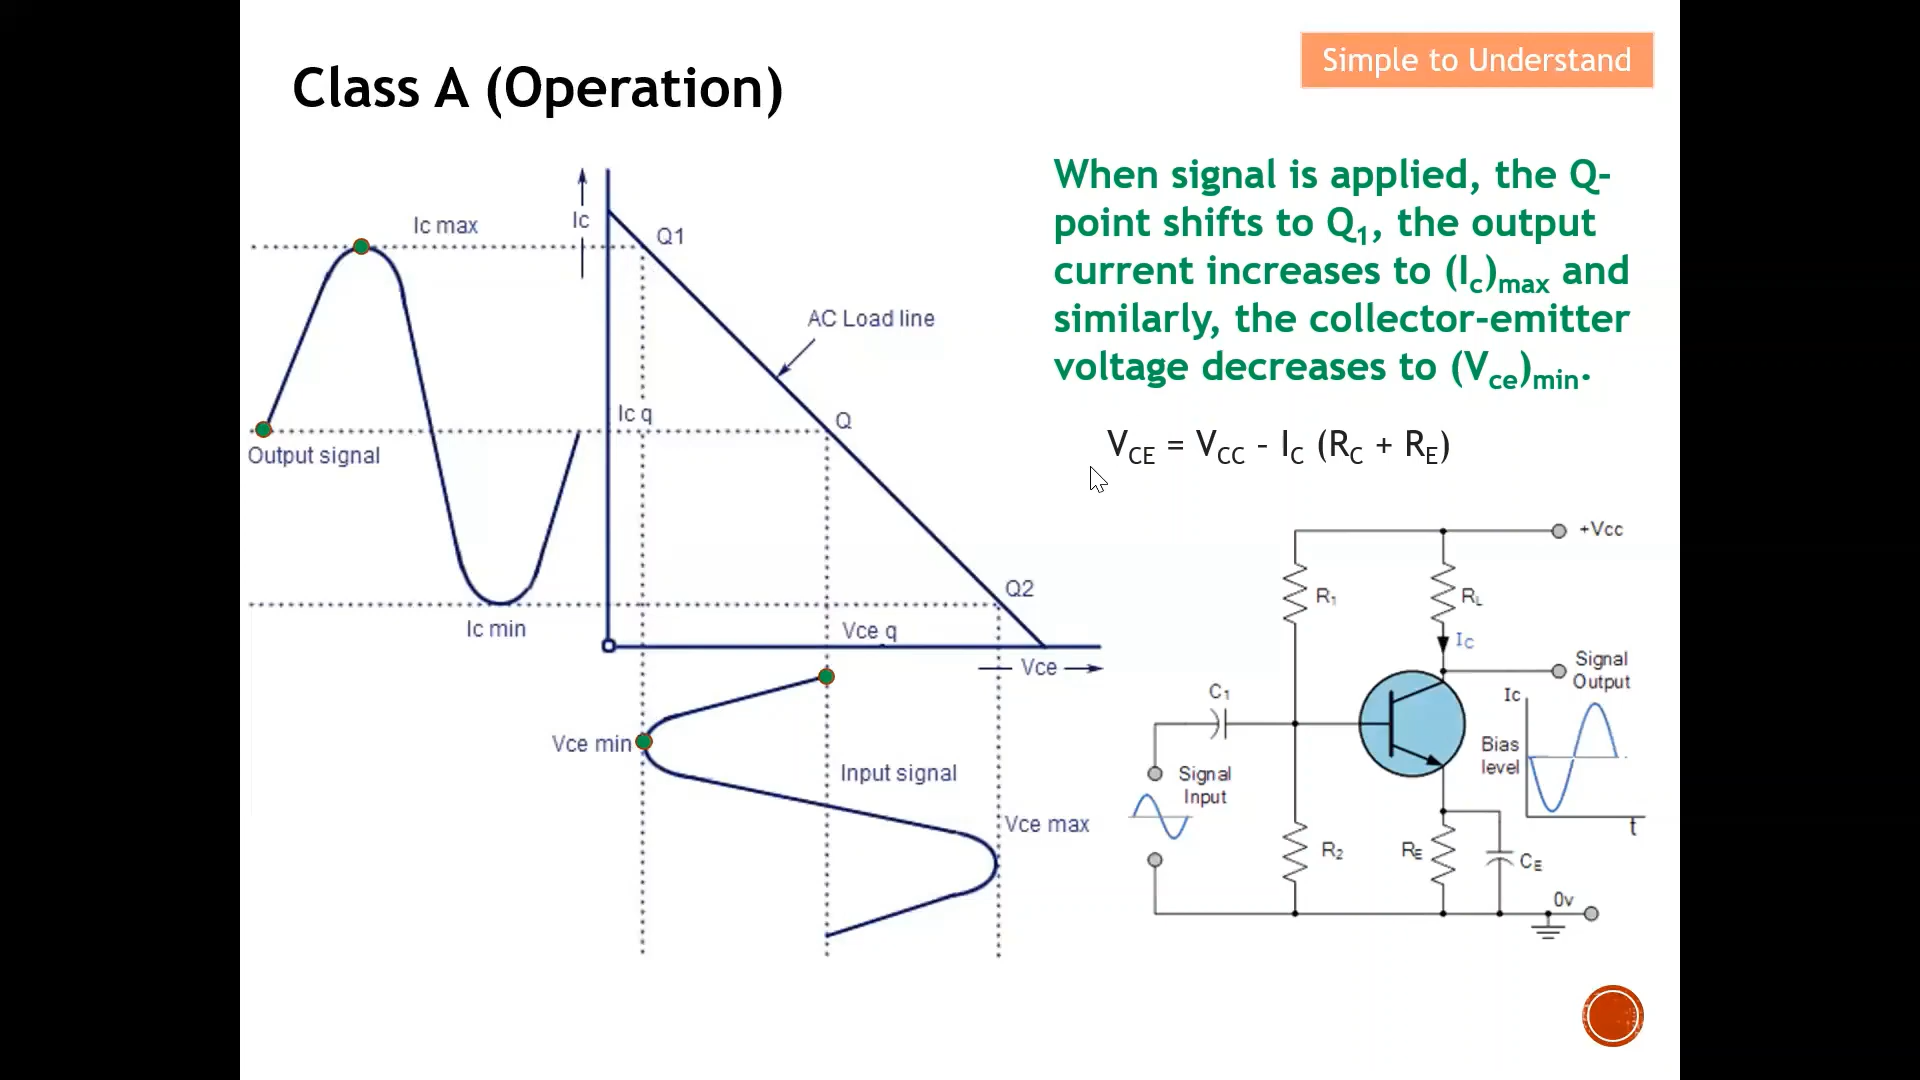 Simple to Understand
Class A (Operation)
When signal is applied, the Q-
point shifts to Q₁, the output
current increases to (Ic)max and
similarly, the collector-emitter
voltage decreases to (Vce)min.
VCE = VCC - IC (RC + RE)
Ic max
Ic
Q1
AC Load line
Ic q
Q
Output signal
Q2
Ic min
Vce q
Vce
Vce min
Input signal
Vce max
+Vcc
R₁
RL
Ic
Signal
Output
C₁
Ic
Bias
level
Signal
Input
t
R₂
RE
CE
0v